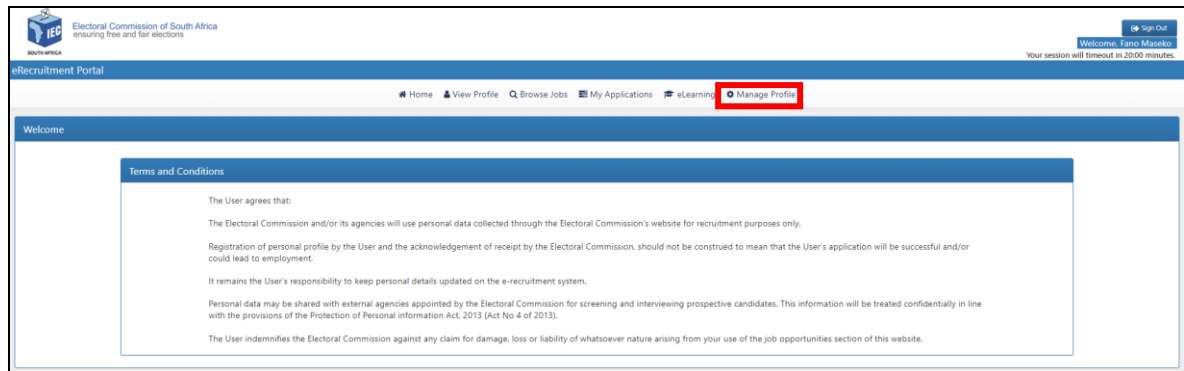 IEG
SOUTH AFRICA
Electoral Commission of South Africa
ensuring free and fair elections
Sign Out
Welcome, Fano Maseko
Your session will timeout in 20:00 minutes.
eRecruitment Portal
Home View Profile Browse Jobs My Applications eLearning Manage Profile
Welcome
Terms and Conditions
The User agrees that:
The Electoral Commission and/or its agencies will use personal data collected through the Electoral Commission's website for recruitment purposes only.
Registration of personal profile by the User and the acknowledgement of receipt by the Electoral Commission, should not be construed to mean that the User's application will be successful and/or
could lead to employment.
It remains the User's responsibility to keep personal details updated on the e-recruitment system.
Personal data may be shared with external agencies appointed by the Electoral Commission for screening and interviewing prospective candidates. This information will be treated confidentially in line
with the provisions of the Protection of Personal information Act, 2013 (Act No 4 of 2013).
The User indemnifies the Electoral Commission against any claim for damage, loss or liability of whatsoever nature arising from your use of the job opportunities section of this website.